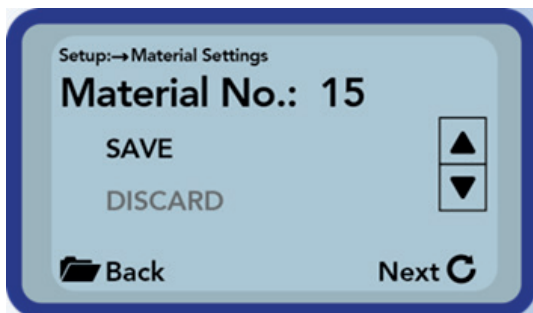 Setup:→Material Settings
Material No.: 15
SAVE
DISCARD
Back
Next